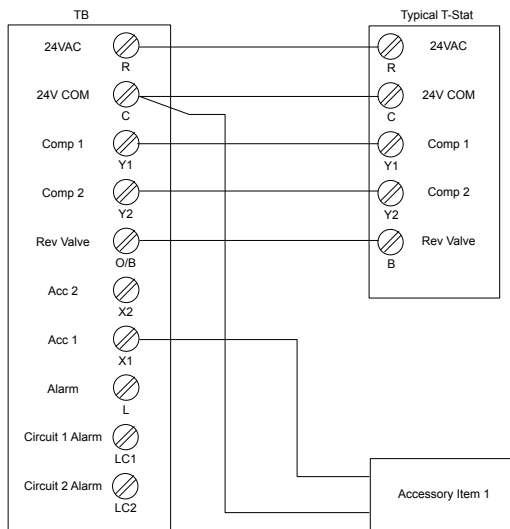 TB
24VAC
R
24V COM
C
Comp 1
Y1
Comp 2
Y2
Rev Valve
O/B
Acc 2
X2
Acc 1
X1
Alarm
L
Circuit 1 Alarm
LC1
Circuit 2 Alarm
LC2
Typical T-Stat
24VAC
R
24V COM
C
Comp 1
Y1
Comp 2
Y2
Rev Valve
B
Accessory Item 1